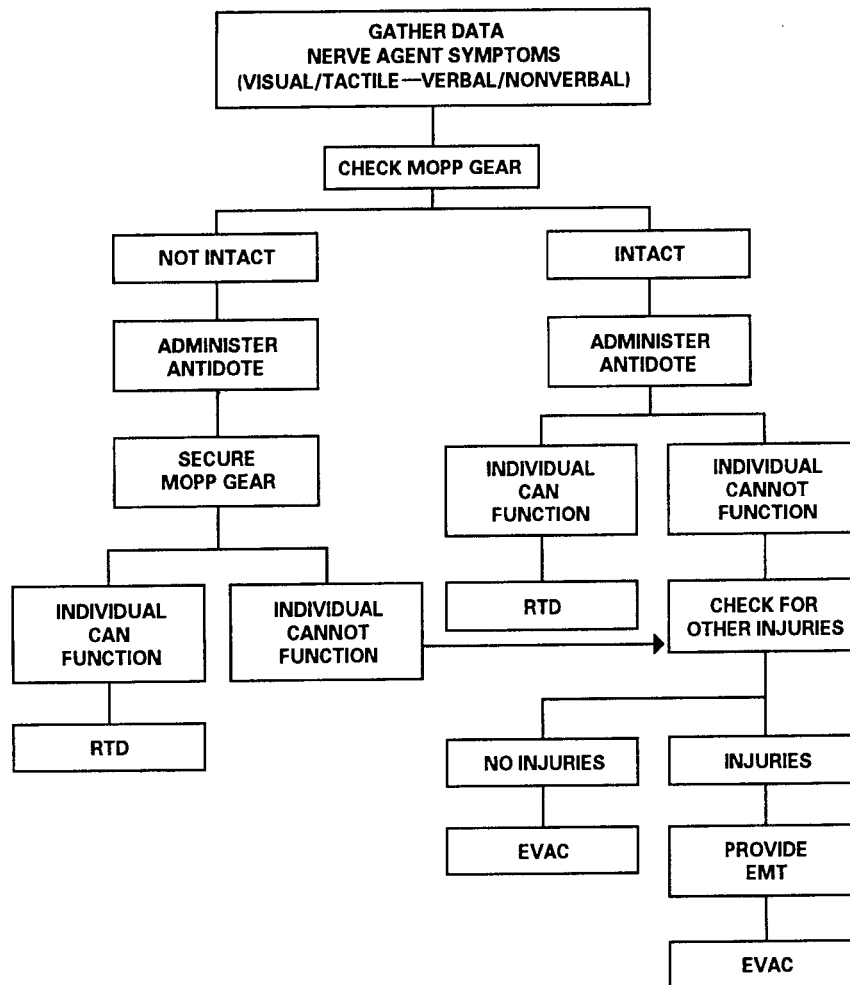 GATHER DATA
NERVE AGENT SYMPTOMS
(VISUAL/TACTILE—VERBAL/NONVERBAL)
CHECK MOPP GEAR
NOT INTACT
INTACT
ADMINISTER
ANTIDOTE
ADMINISTER
ANTIDOTE
SECURE
MOPP GEAR
INDIVIDUAL
CAN
FUNCTION
INDIVIDUAL
CANNOT
FUNCTION
INDIVIDUAL
CAN
FUNCTION
INDIVIDUAL
CANNOT
FUNCTION
RTD
CHECK FOR
OTHER INJURIES
RTD
NO INJURIES
INJURIES
EVAC
PROVIDE
EMT
EVAC